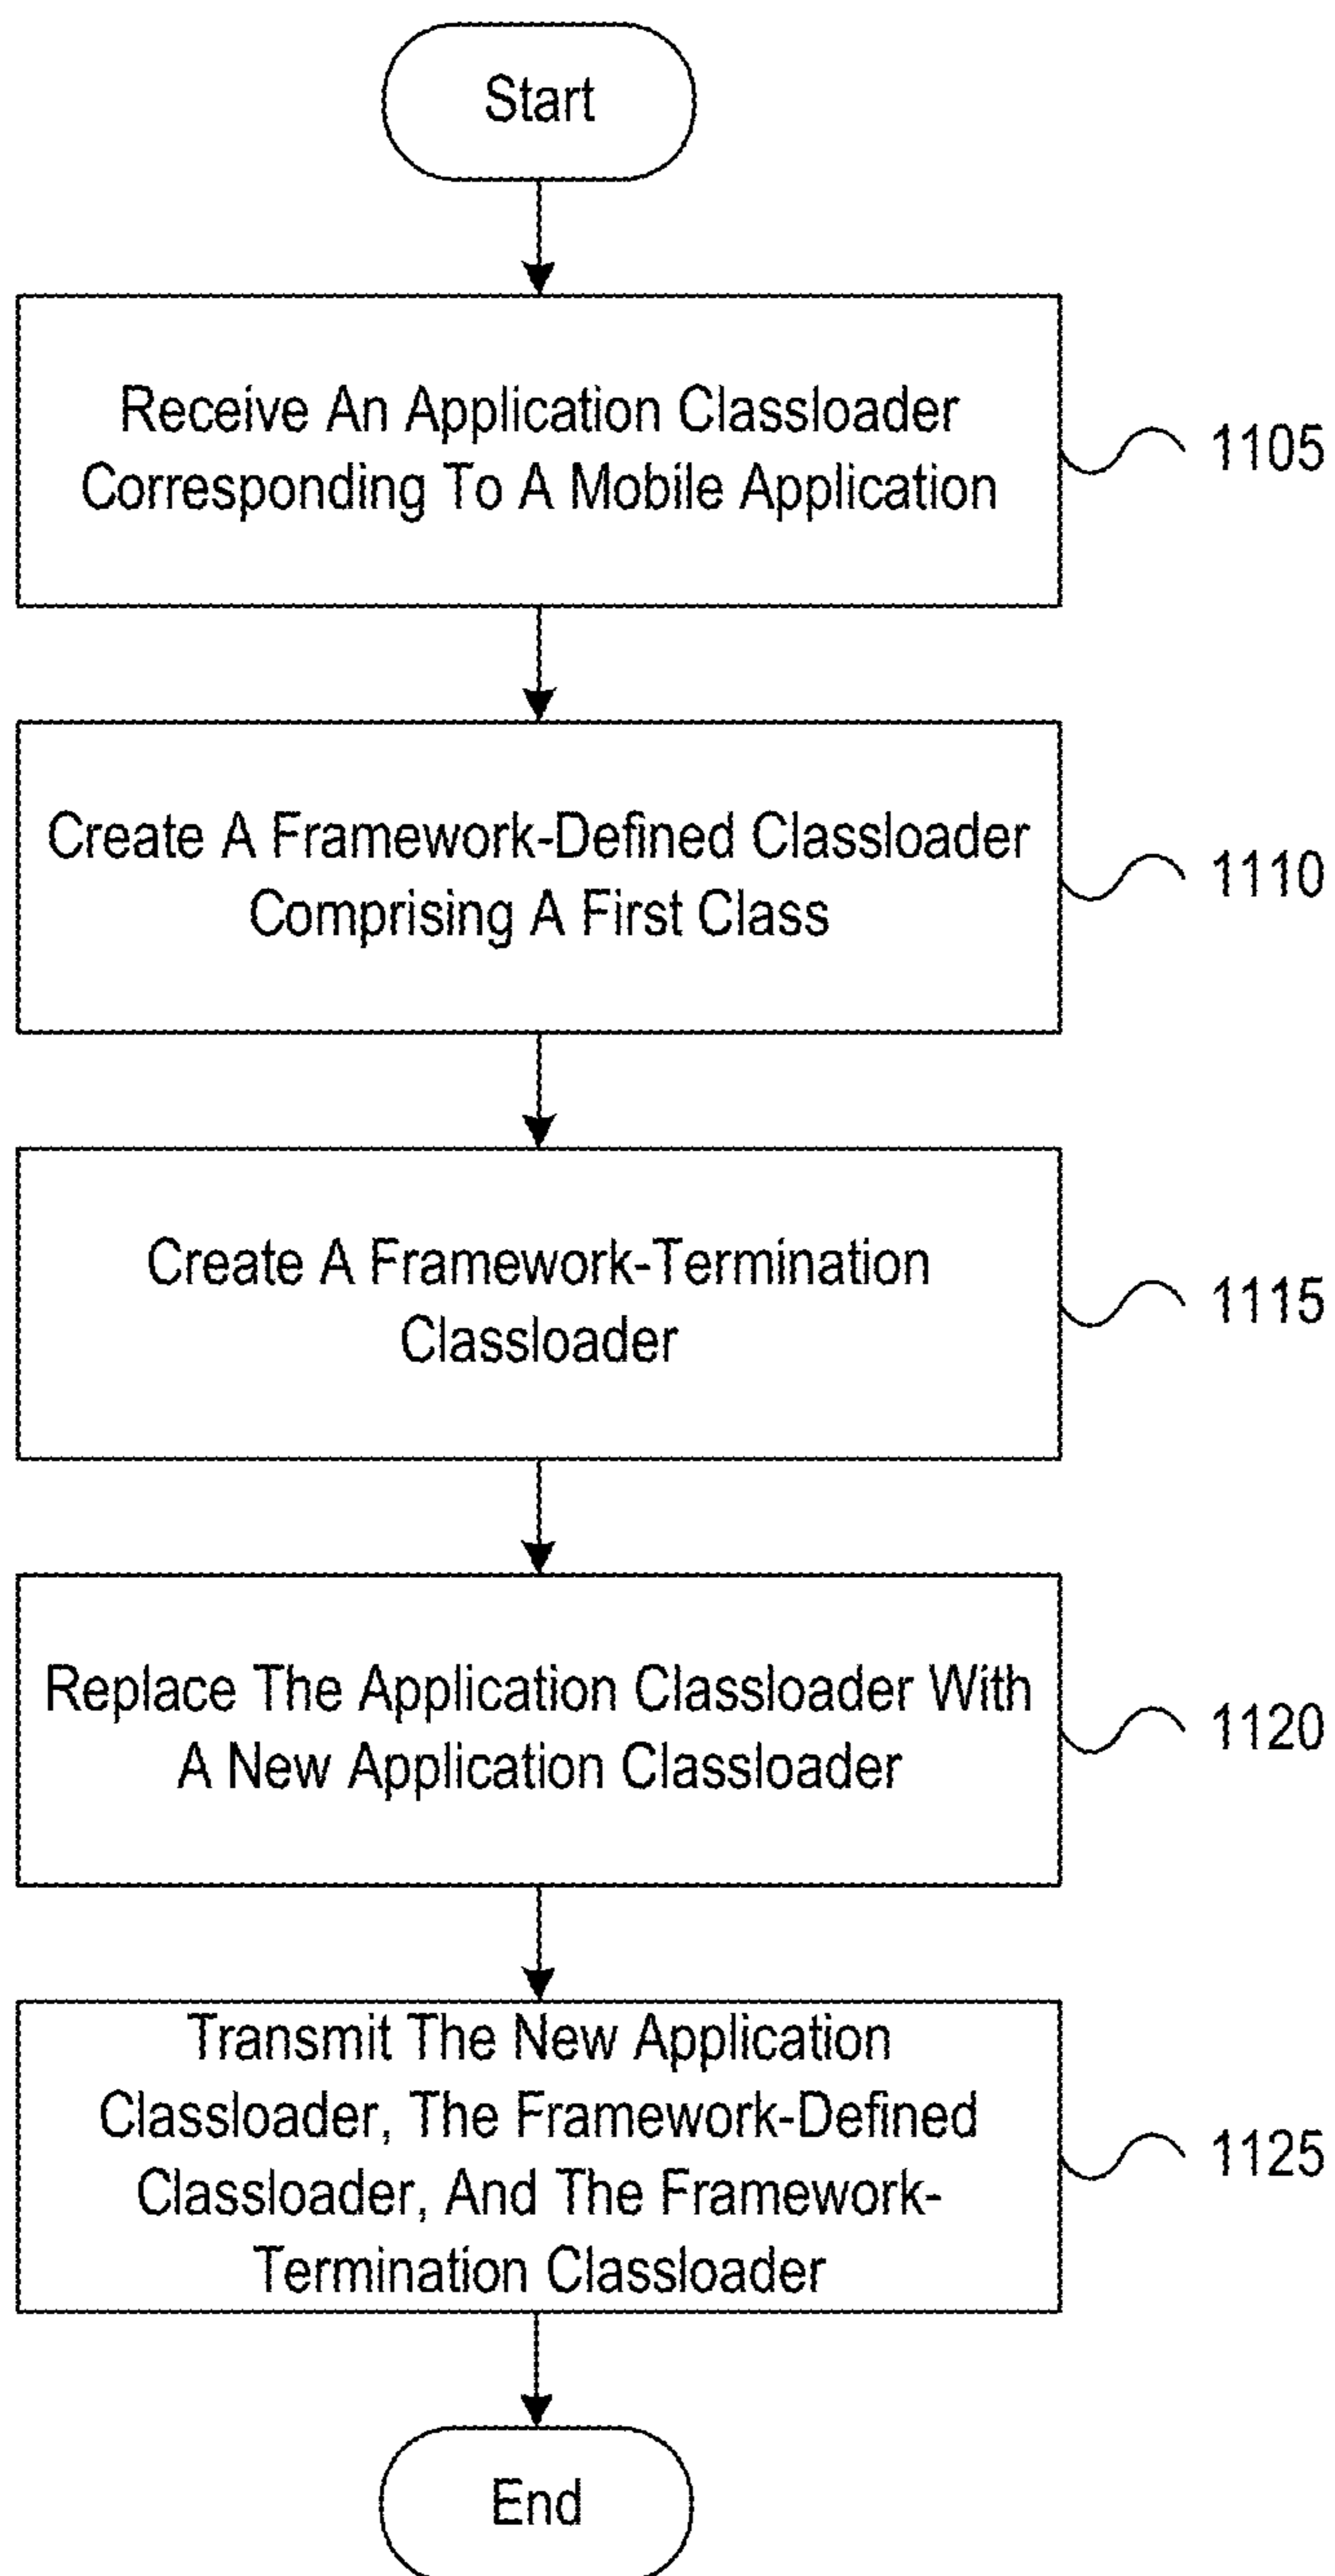 Start
Receive An Application Classloader
Corresponding To A Mobile Application
1105
Create A Framework-Defined Classloader
Comprising A First Class
1110
Create A Framework-Termination
Classloader
1115
Replace The Application Classloader With
A New Application Classloader
1120
Transmit The New Application
Classloader, The Framework-Defined
Classloader, And The Framework-
Termination Classloader
1125
End